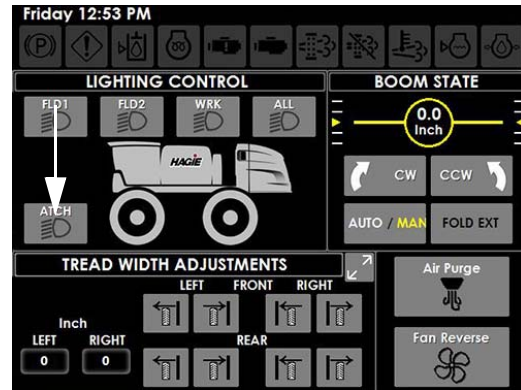 Friday 12:53 PM
(P)
LIGHTING CONTROL
FLD1 FLD2 WRK ALL
HAGIE
ATCH
BOOM STATE
0.0
Inch
CW CCW
AUTO / MAN FOLD EXT
TREAD WIDTH ADJUSTMENTS
LEFT FRONT RIGHT
Inch
LEFT RIGHT
0 0
REAR
Air Purge
Fan Reverse